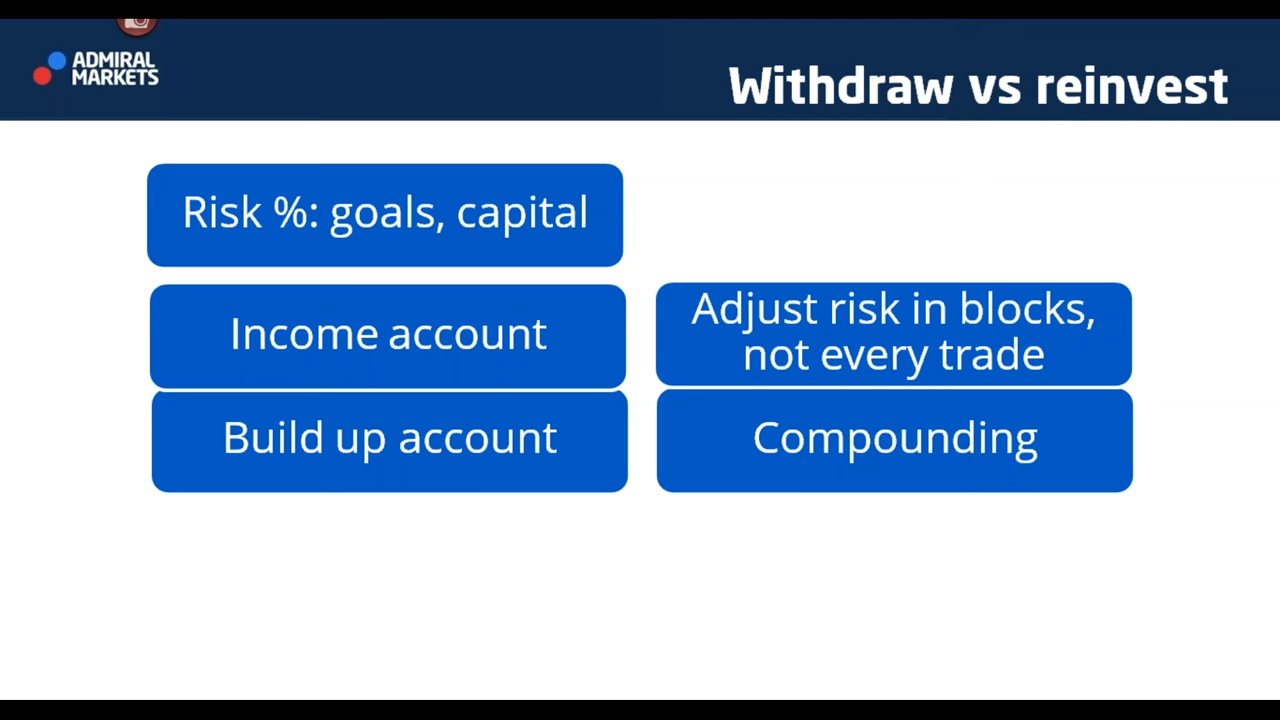 ADMIRAL
MARKETS
Withdraw vs reinvest
Risk %: goals, capital
Income account
Adjust risk in blocks,
not every trade
Build up account
Compounding